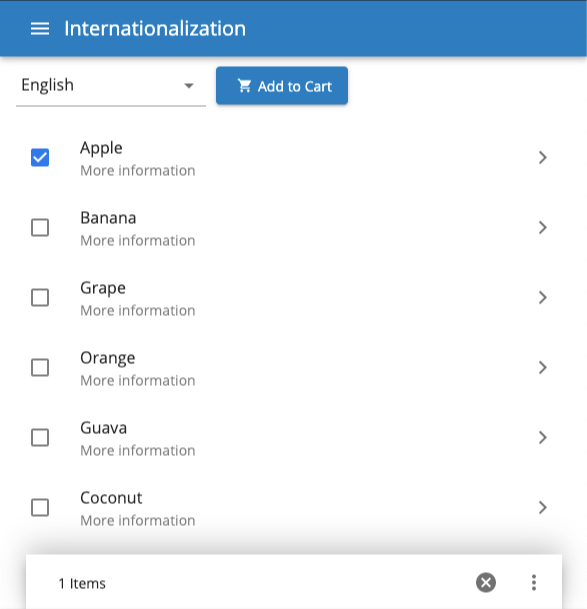 Internationalization
English
Add to Cart
Apple
More information
Banana
More information
Grape
More information
Orange
More information
Guava
More information
Coconut
More information
1 Items